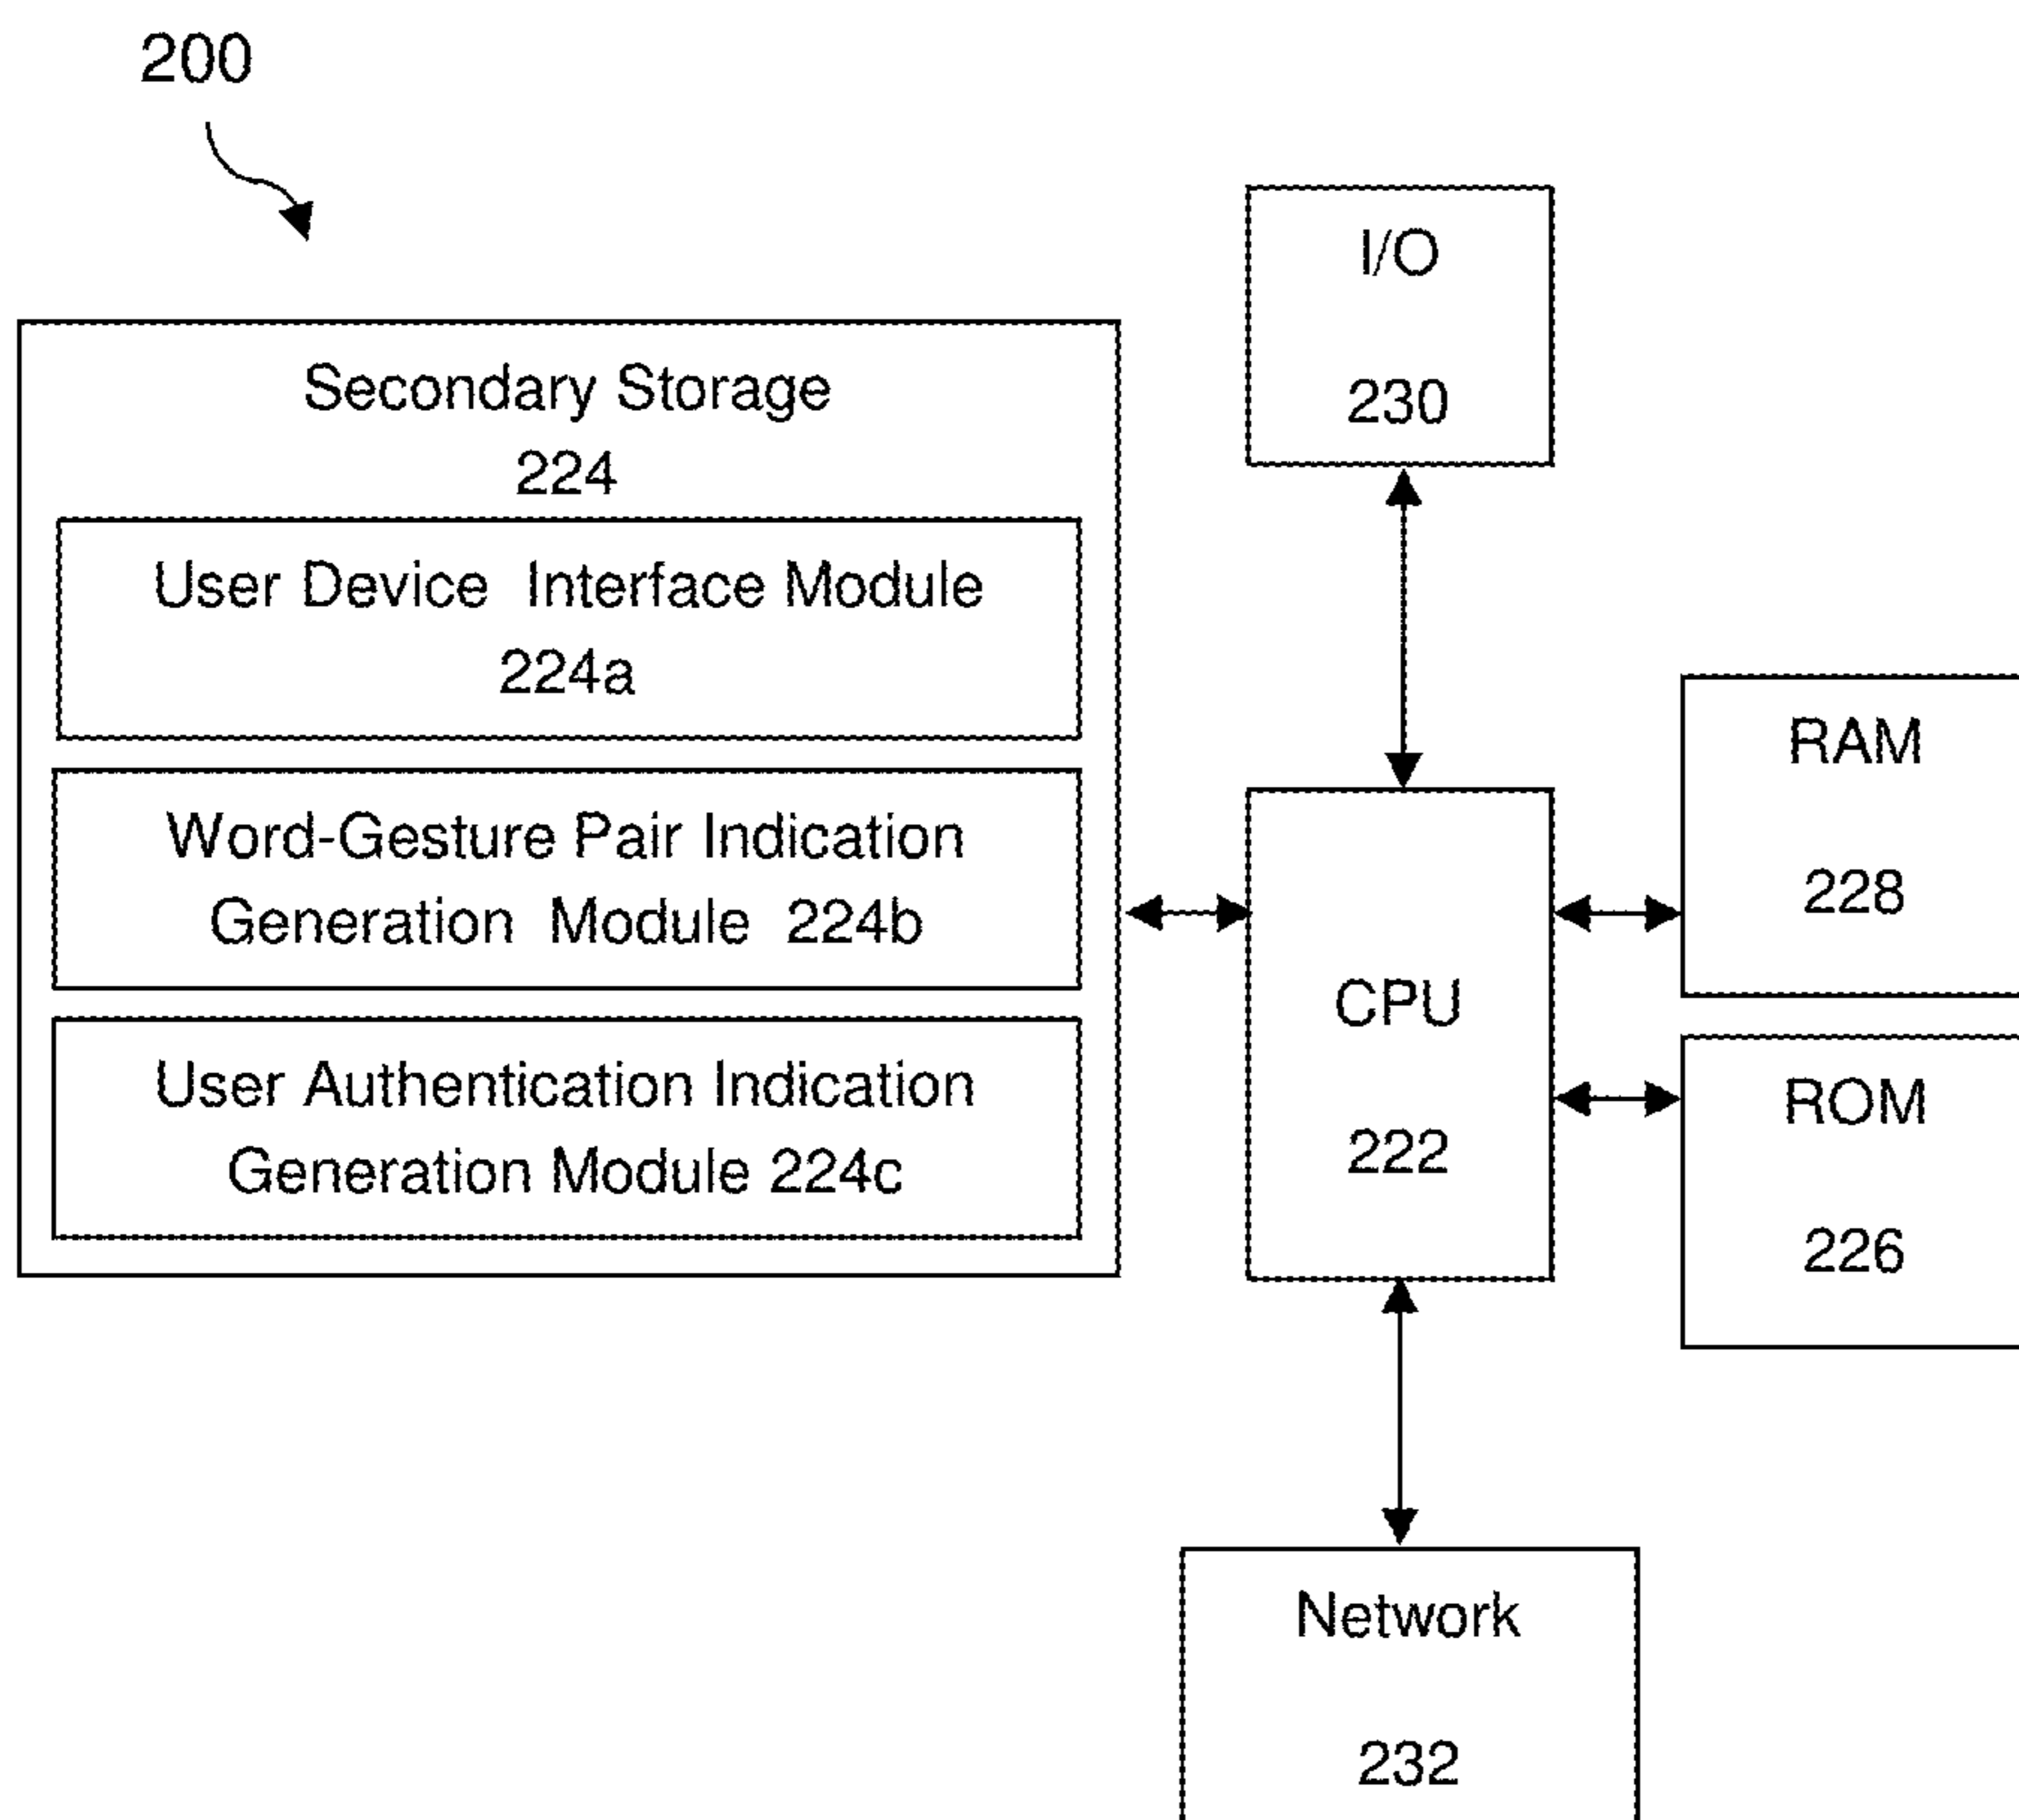 200
I/O
230
Secondary Storage
224
User Device Interface Module
224a
Word-Gesture Pair Indication
Generation Module 224b
User Authentication Indication
Generation Module 224c
CPU
222
RAM
228
ROM
226
Network
232